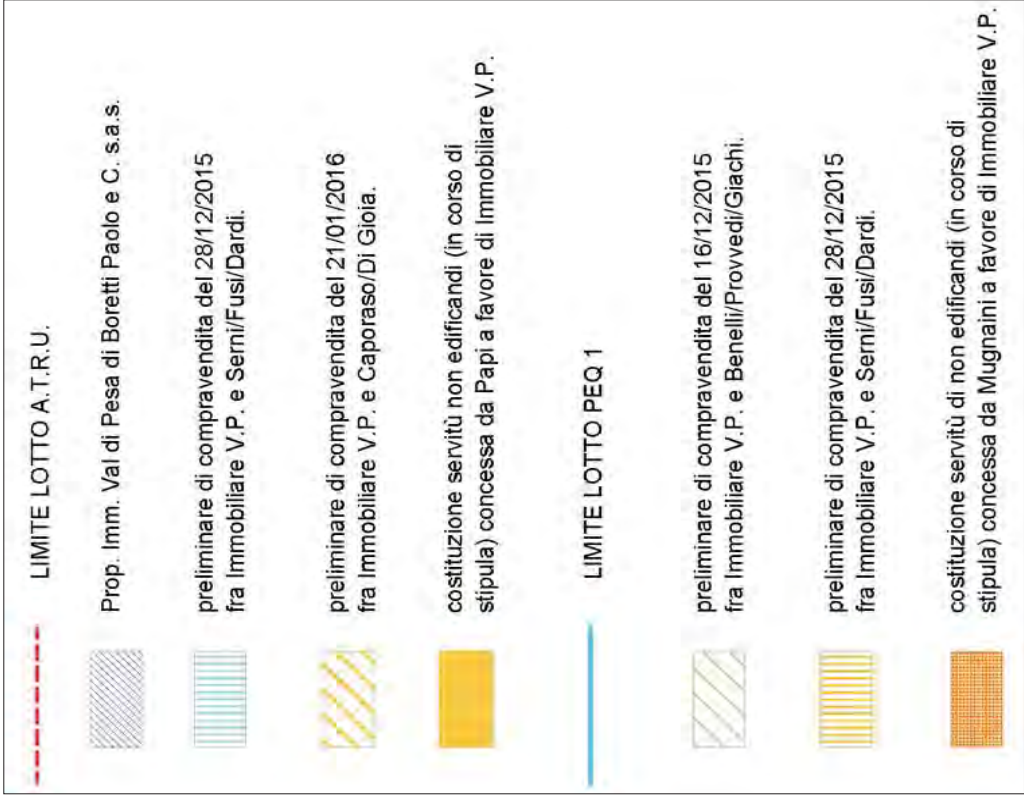 LIMITE LOTTO A.T.R.U.
Prop. Imm. Val di Pesa di Boretti Paolo e C. s.a.s.
preliminare di compravendita del 28/12/2015
fra Immobiliare V.P. e Serni/Fusi/Dardi.
preliminare di compravendita del 21/01/2016
fra Immobiliare V.P. e Caporaso/Di Gioia.
costituzione servitù non edificandi (in corso di
stipula) concessa da Papi a favore di Immobiliare V.P.
LIMITE LOTTO PEQ 1
preliminare di compravendita del 16/12/2015
fra Immobiliare V.P. e Benelli/Provvedi/Giachi.
preliminare di compravendita del 28/12/2015
fra Immobiliare V.P. e Serni/Fusi/Dardi.
costituzione servitù di non edificandi (in corso di
stipula) concessa da Mugnaini a favore di Immobiliare V.P.